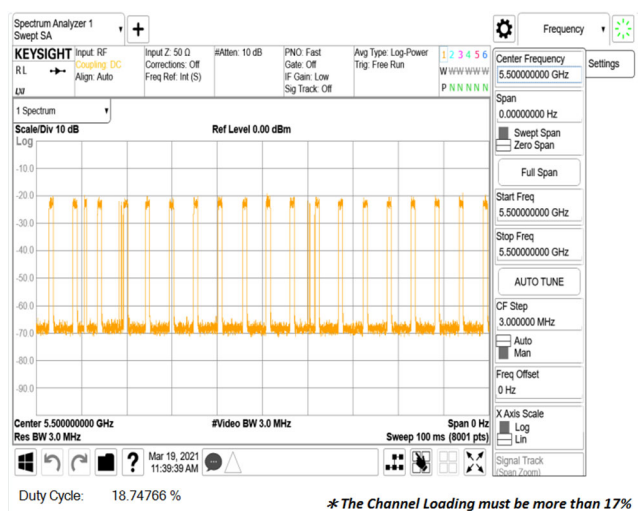 Spectrum Analyzer 1
Swept SA
+
Frequency
KEYSIGHT
RL
LXI
Input: RF
Coupling: DC
Align: Auto
Input Z: 50 Ω
Corrections: Off
Freq Ref: Int (S)
#Atten: 10 dB
PNO: Fast
Gate: Off
IF Gain: Low
Sig Track: Off
Avg Type: Log-Power
Trig: Free Run
1 2 3 4 5 6
W W W W W W
P N N N N N
1 Spectrum
Scale/Div 10 dB
Ref Level 0.00 dBm
Log
-10.0
-20.0
-30.0
-40.0
-50.0
-60.0
-70.0
-80.0
-90.0
Center 5.50000000 GHz
#Video BW 3.0 MHz
Span 0 Hz
Res BW 3.0 MHz
Sweep 100 ms (8001 pts)
Center Frequency
5.500000000 GHz
Settings
Span
0.00000000 Hz
Swept Span
Zero Span
Full Span
Start Freq
5.500000000 GHz
Stop Freq
5.500000000 GHz
AUTO TUNE
CF Step
3.000000 MHz
Auto
Man
Freq Offset
0 Hz
X Axis Scale
Log
Lin
Signal Track
(Span Zoom)
?
Mar 19, 2021
11:39:39 AM
Duty Cycle: 18.74766 %
* The Channel Loading must be more than 17%